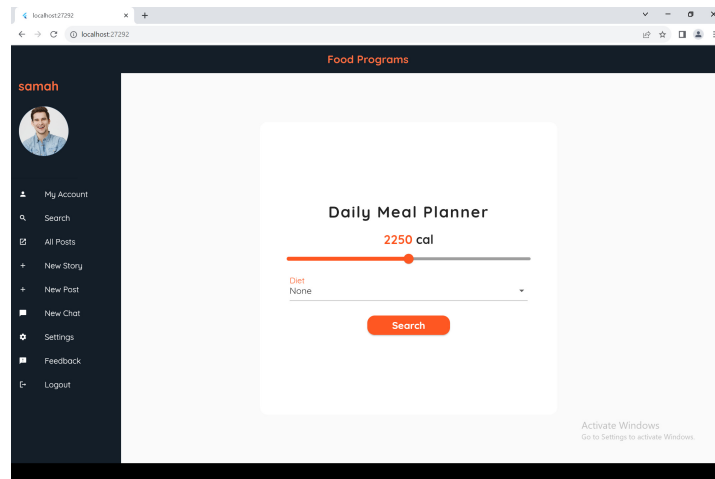 localhost:27292
localhost:27292
Food Programs
samah
My Account
Search
All Posts
New Story
New Post
New Chat
Settings
Feedback
Logout
Daily Meal Planner
2250 cal
Diet
None
Search
Activate Windows
Go to Settings to activate Windows.